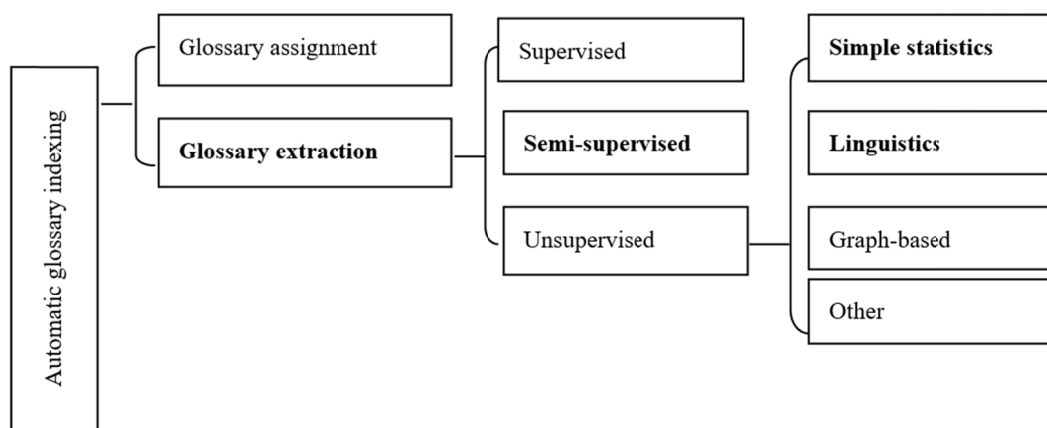 Automatic glossary indexing
Glossary assignment
Glossary extraction
Supervised
Semi-supervised
Unsupervised
Simple statistics
Linguistics
Graph-based
Other